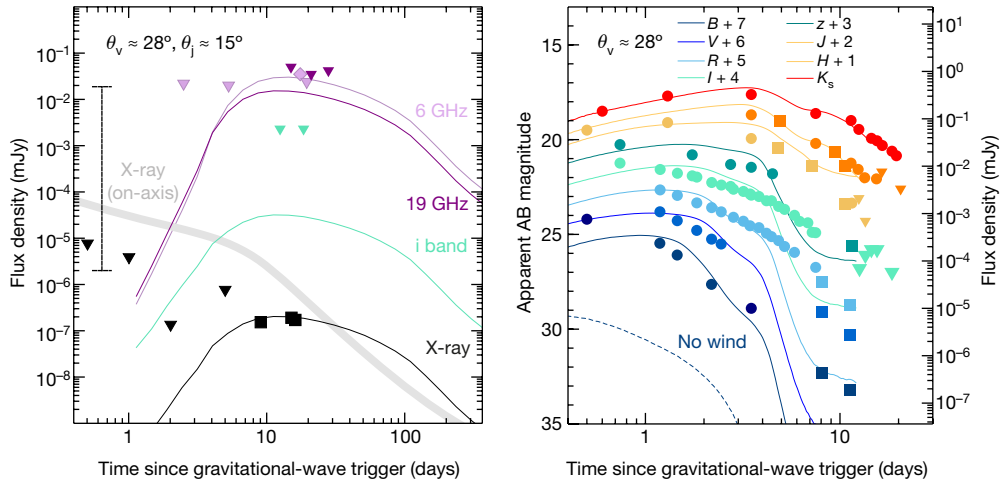 θv ≈ 28º, θj ≈ 15º
10⁻¹
10⁻²
10⁻³
10⁻⁴
10⁻⁵
10⁻⁶
10⁻⁷
10⁻⁸
Flux density (mJy)
6 GHz
X-ray
(on-axis)
19 GHz
i band
X-ray
1
10
100
Time since gravitational-wave trigger (days)
θv ≈ 28º
B + 7
V + 6
R + 5
I + 4
z + 3
J + 2
H + 1
Ks
15
20
25
30
35
Apparent AB magnitude
No wind
10¹
10⁰
10⁻¹
10⁻²
10⁻³
10⁻⁴
10⁻⁵
10⁻⁶
10⁻⁷
Flux density (mJy)
1
10
Time since gravitational-wave trigger (days)